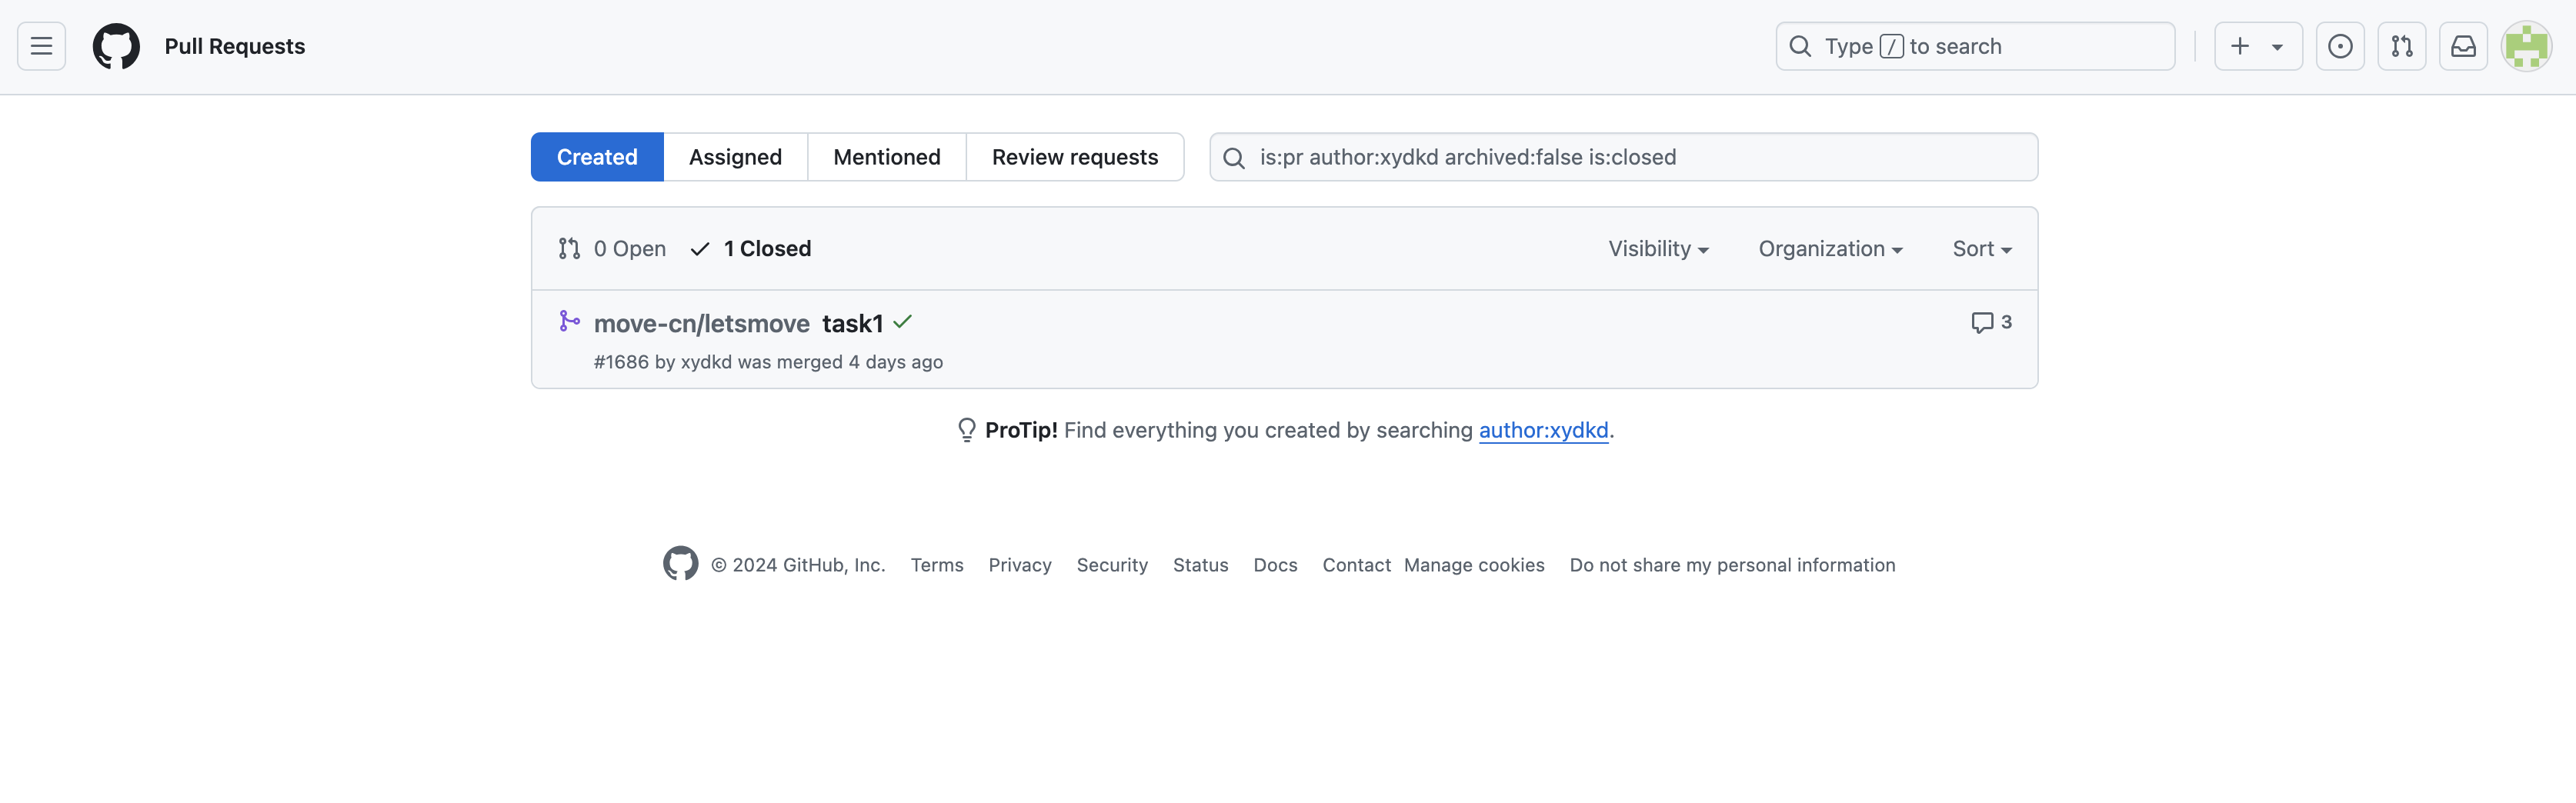 Pull Requests Type / to search
Created Assigned Mentioned Review requests is:pr author:xydkd archived:false is:closed
0 Open 1 Closed Visibility Organization Sort
move-cn/letsmove task1 3
#1686 by xydkd was merged 4 days ago
ProTip! Find everything you created by searching author:xydkd.
© 2024 GitHub, Inc. Terms Privacy Security Status Docs Contact Manage cookies Do not share my personal information